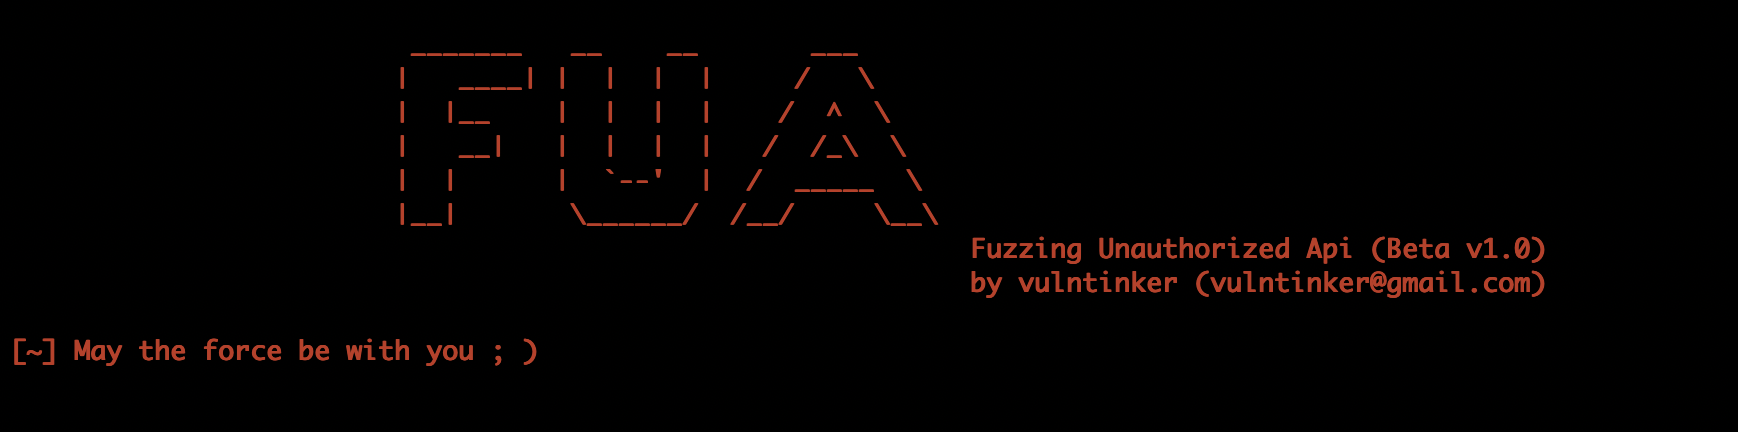 FUA
Fuzzing Unauthorized Api (Beta v1.0)
by vulntinker (vulntinker@gmail.com)
[~] May the force be with you ; )